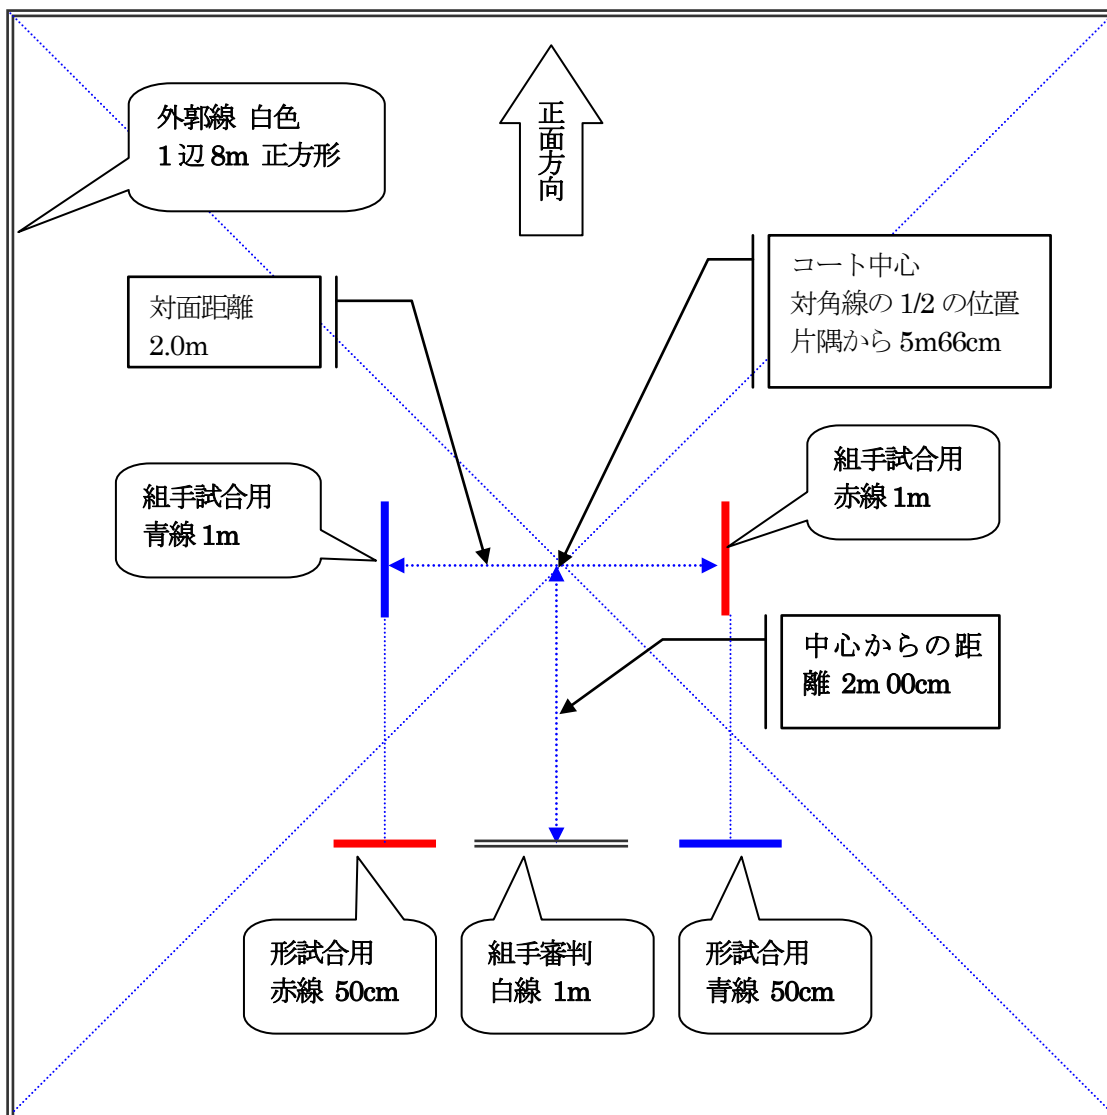 正面方向
外郭線 白色
1辺8m 正方形
コート中心
対角線の 1/2 の位置
片隅から 5m66cm
対面距離
2.0m
組手試合用
赤線 1m
組手試合用
青線 1m
中心からの距
離 2m 00cm
形試合用
赤線 50cm
組手審判
白線 1m
形試合用
青線 50cm